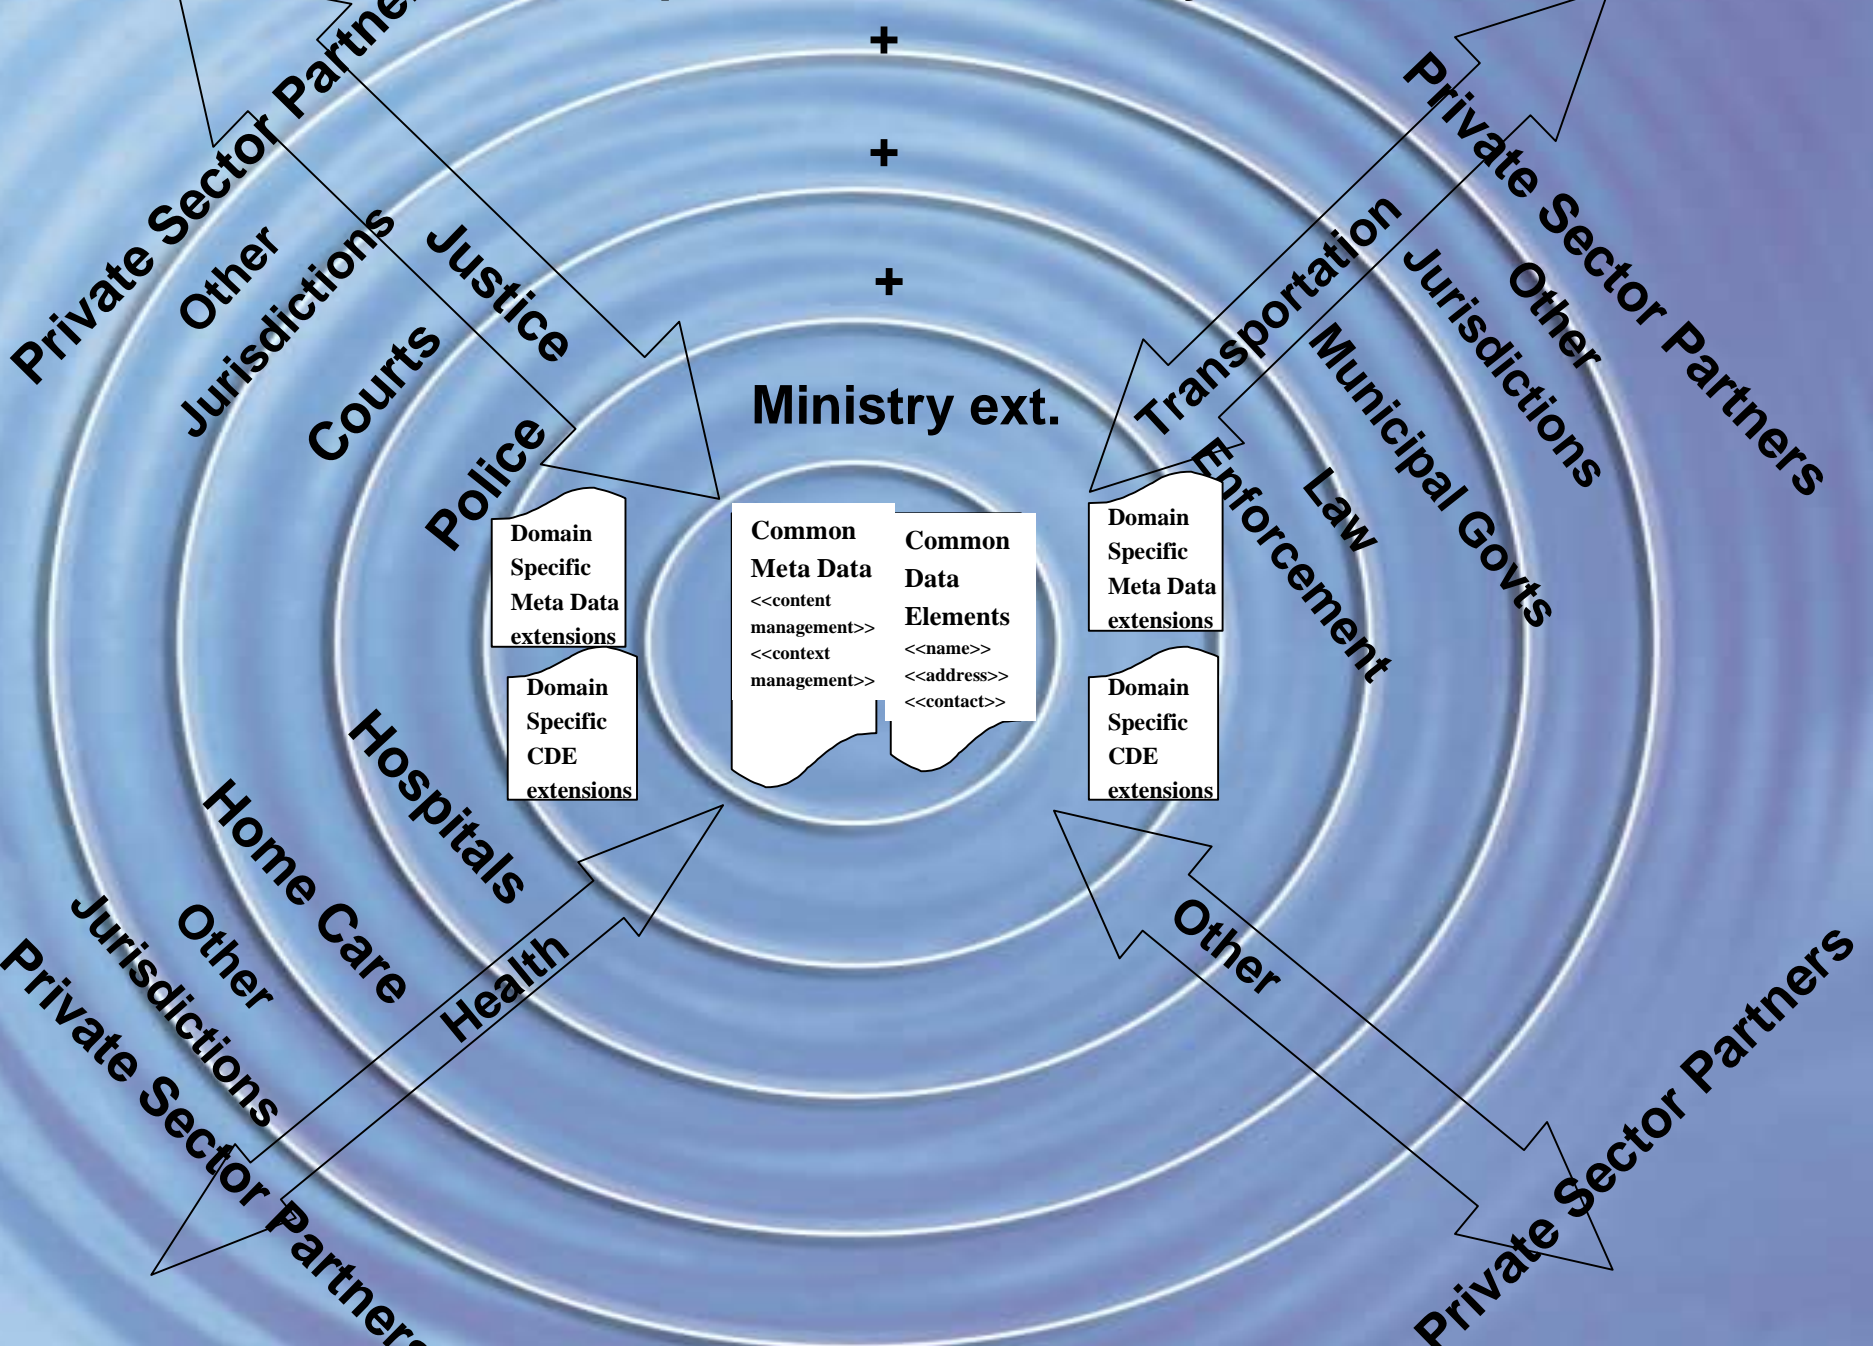 +
+
+
Private Sector
Other
Jurisdictions
Justice
Courts
Police
Ministry ext.
Transportation
Private Sector Partners
Other
Jurisdictions
Municipal Govts
Law
Enforcement
Domain
Specific
Meta Data
extensions
Domain
Specific
CDE
extensions
Common
Meta Data
<<content
management>>
<<context
management>>
Common
Data
Elements
<<name>>
<<address>>
<<contact>>
Domain
Specific
Meta Data
extensions
Domain
Specific
CDE
extensions
Hospitals
Home Care
Other
Jurisdictions
Health
Private Sector Partners
Other
Private Sector Partners